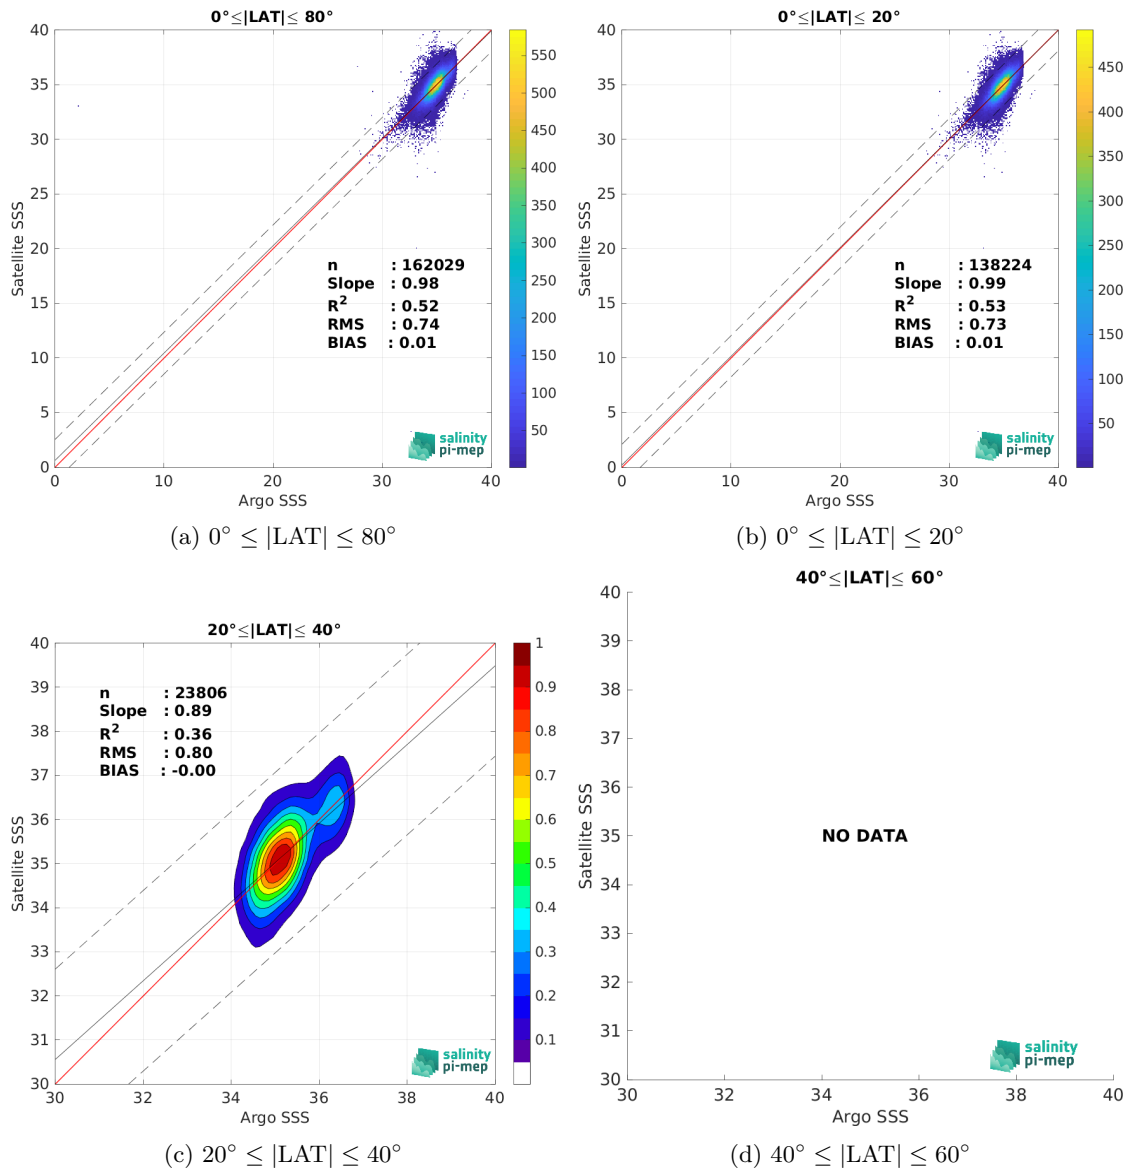 0°≤|LAT|≤ 80°
40
35
30
25
20
15
10
5
0
0
10
20
30
40
Satellite SSS
Argo SSS
n : 162029
Slope : 0.98
R² : 0.52
RMS : 0.74
BIAS : 0.01
salinity
pi-mep
550
500
450
400
350
300
250
200
150
100
50
(a) 0° ≤ |LAT| ≤ 80°
0°≤|LAT|≤ 20°
40
35
30
25
20
15
10
5
0
0
10
20
30
40
Satellite SSS
Argo SSS
n : 138224
Slope : 0.99
R² : 0.53
RMS : 0.73
BIAS : 0.01
salinity
pi-mep
450
400
350
300
250
200
150
100
50
(b) 0° ≤ |LAT| ≤ 20°
20°≤|LAT|≤ 40°
40
39
38
37
36
35
34
33
32
31
30
30
32
34
36
38
40
Satellite SSS
Argo SSS
n : 23806
Slope : 0.89
R² : 0.36
RMS : 0.80
BIAS : -0.00
salinity
pi-mep
1
0.9
0.8
0.7
0.6
0.5
0.4
0.3
0.2
0.1
(c) 20° ≤ |LAT| ≤ 40°
40°≤|LAT|≤ 60°
40
39
38
37
36
35
34
33
32
31
30
30
32
34
36
38
40
Satellite SSS
Argo SSS
NO DATA
salinity
pi-mep
(d) 40° ≤ |LAT| ≤ 60°